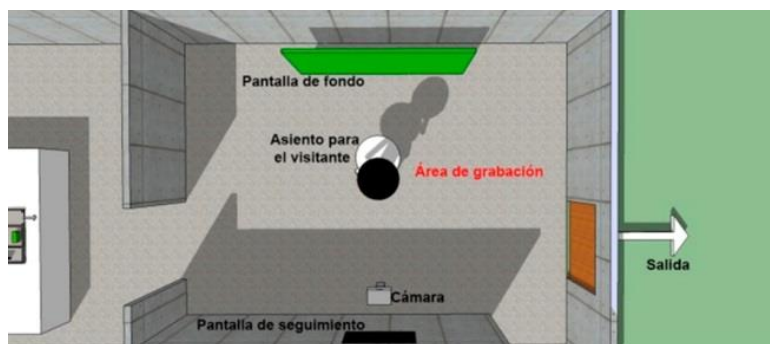 Pantalla de fondo
Asiento para
el visitante
Área de grabación
Salida
Cámara
Pantalla de seguimiento